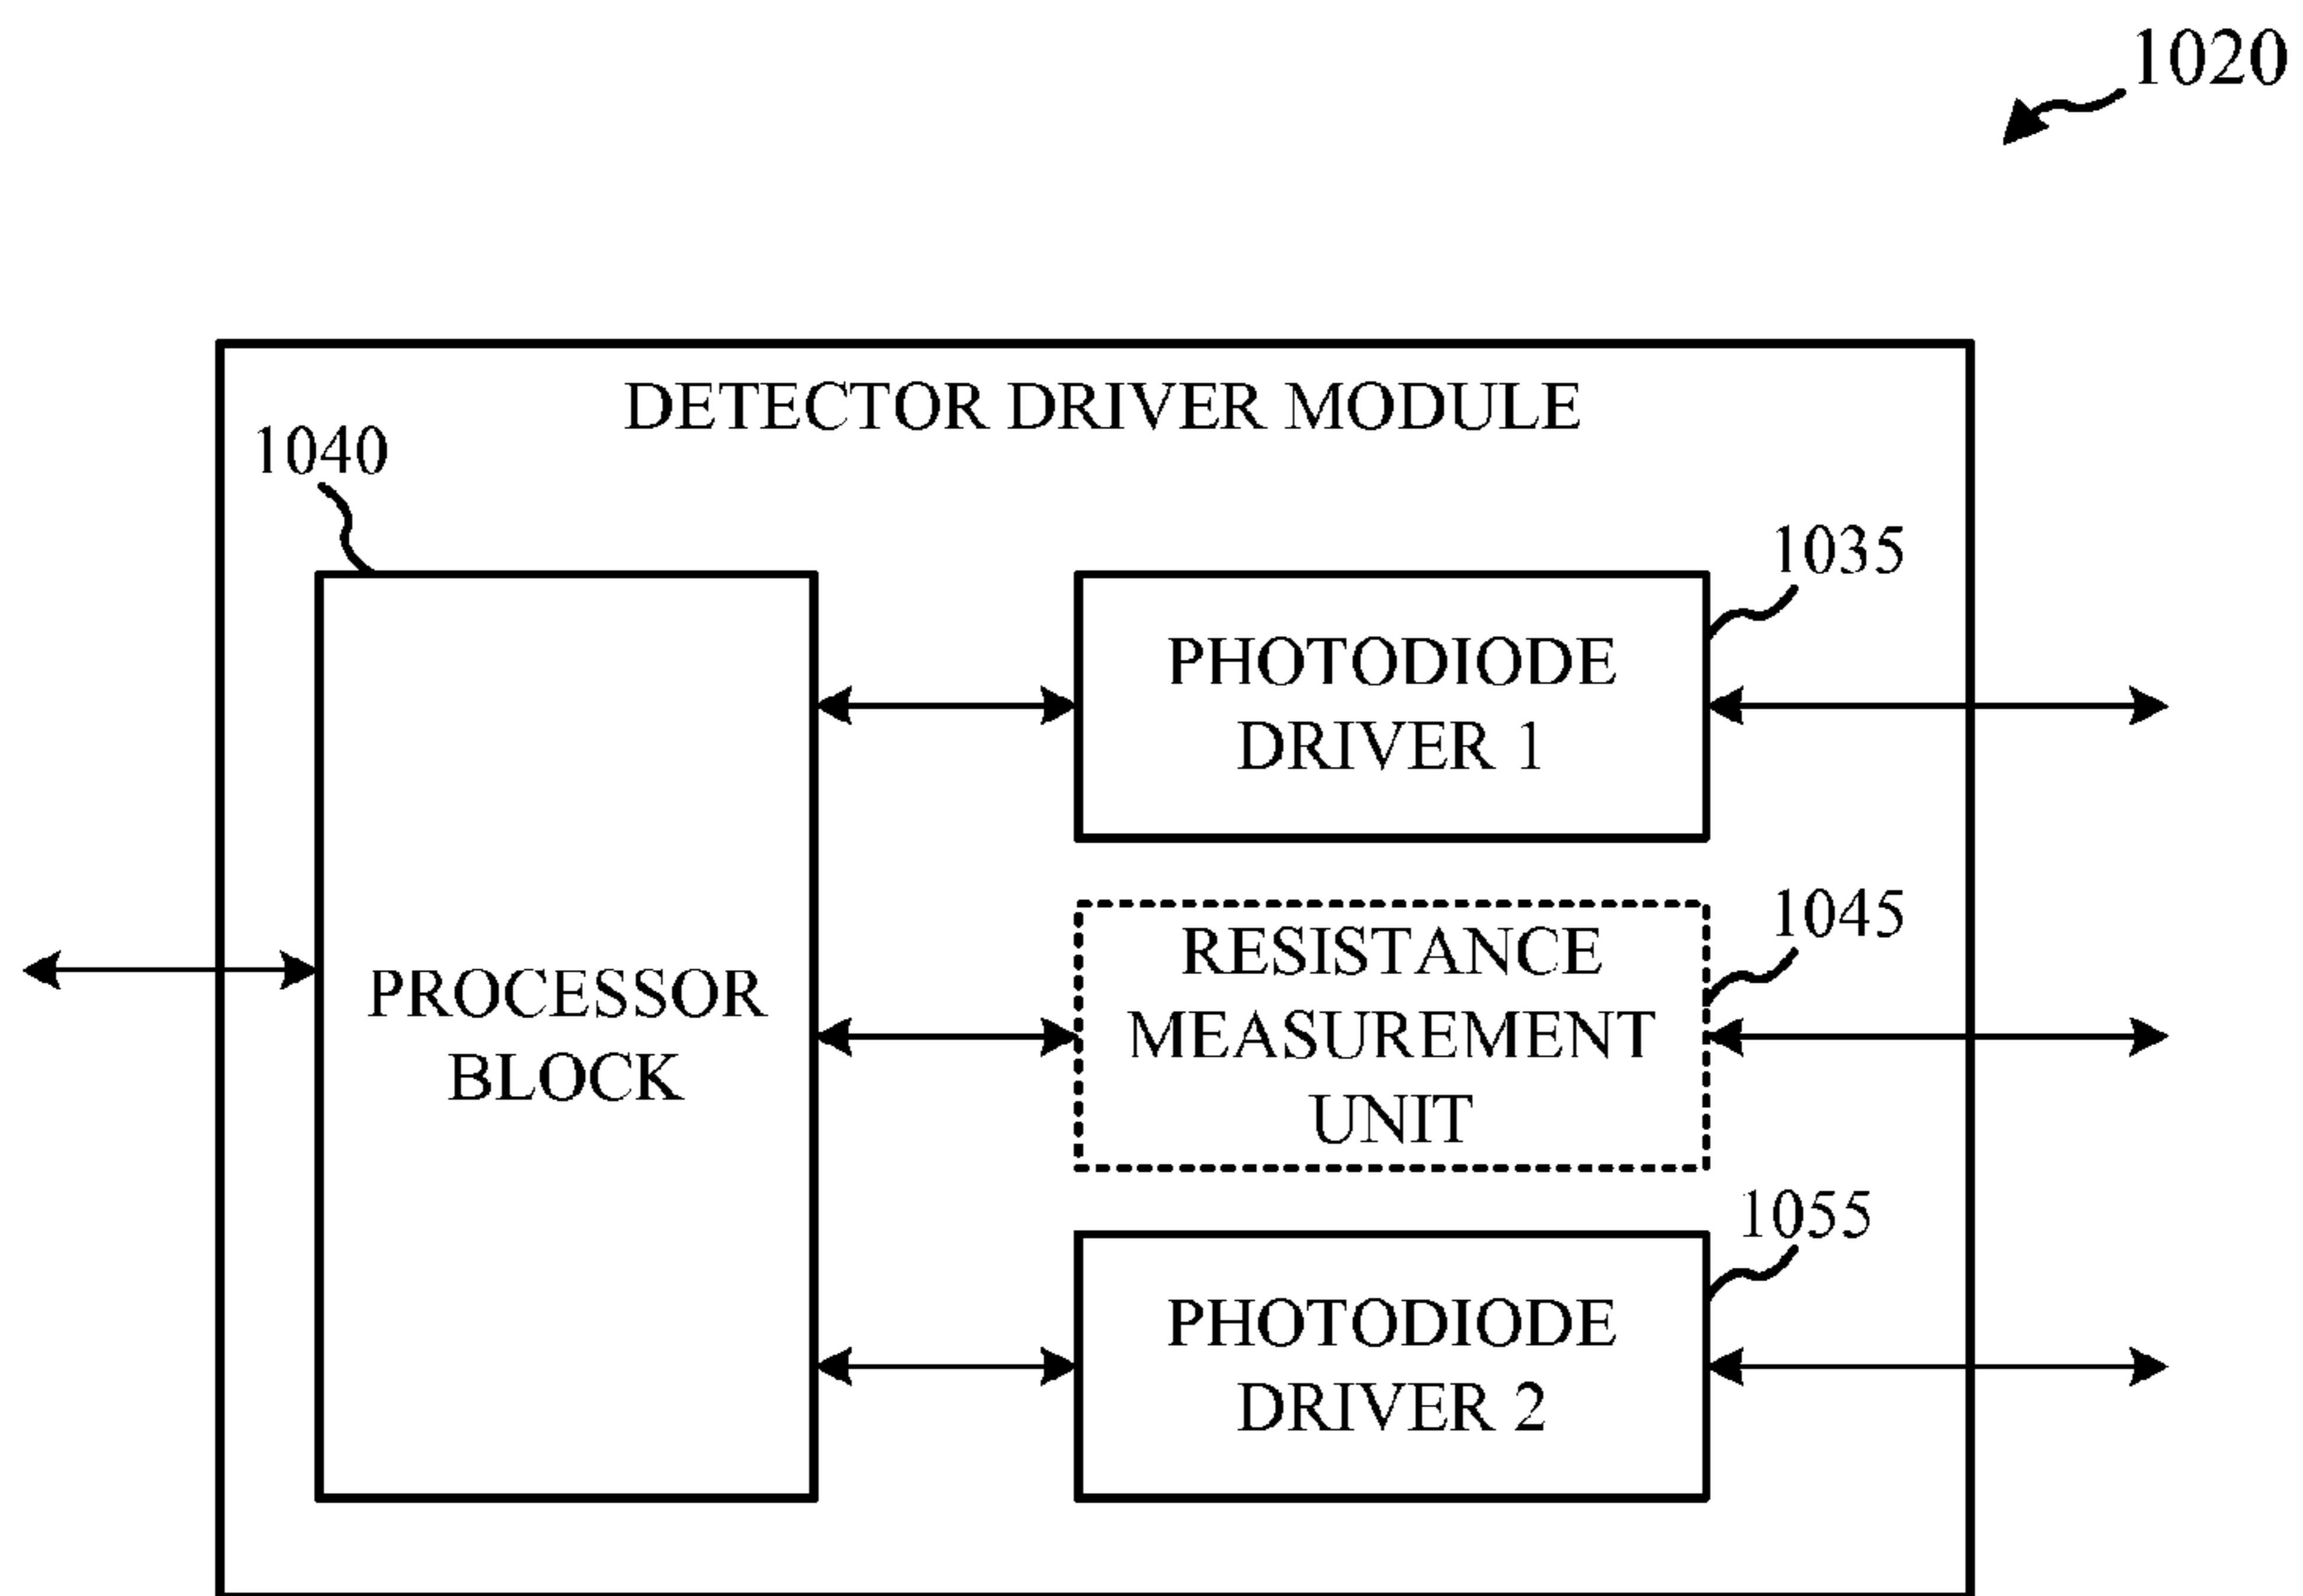 1020
DETECTOR DRIVER MODULE
1040
1035
PHOTODIODE
DRIVER 1
1045
RESISTANCE
MEASUREMENT
UNIT
PROCESSOR
BLOCK
1055
PHOTODIODE
DRIVER 2